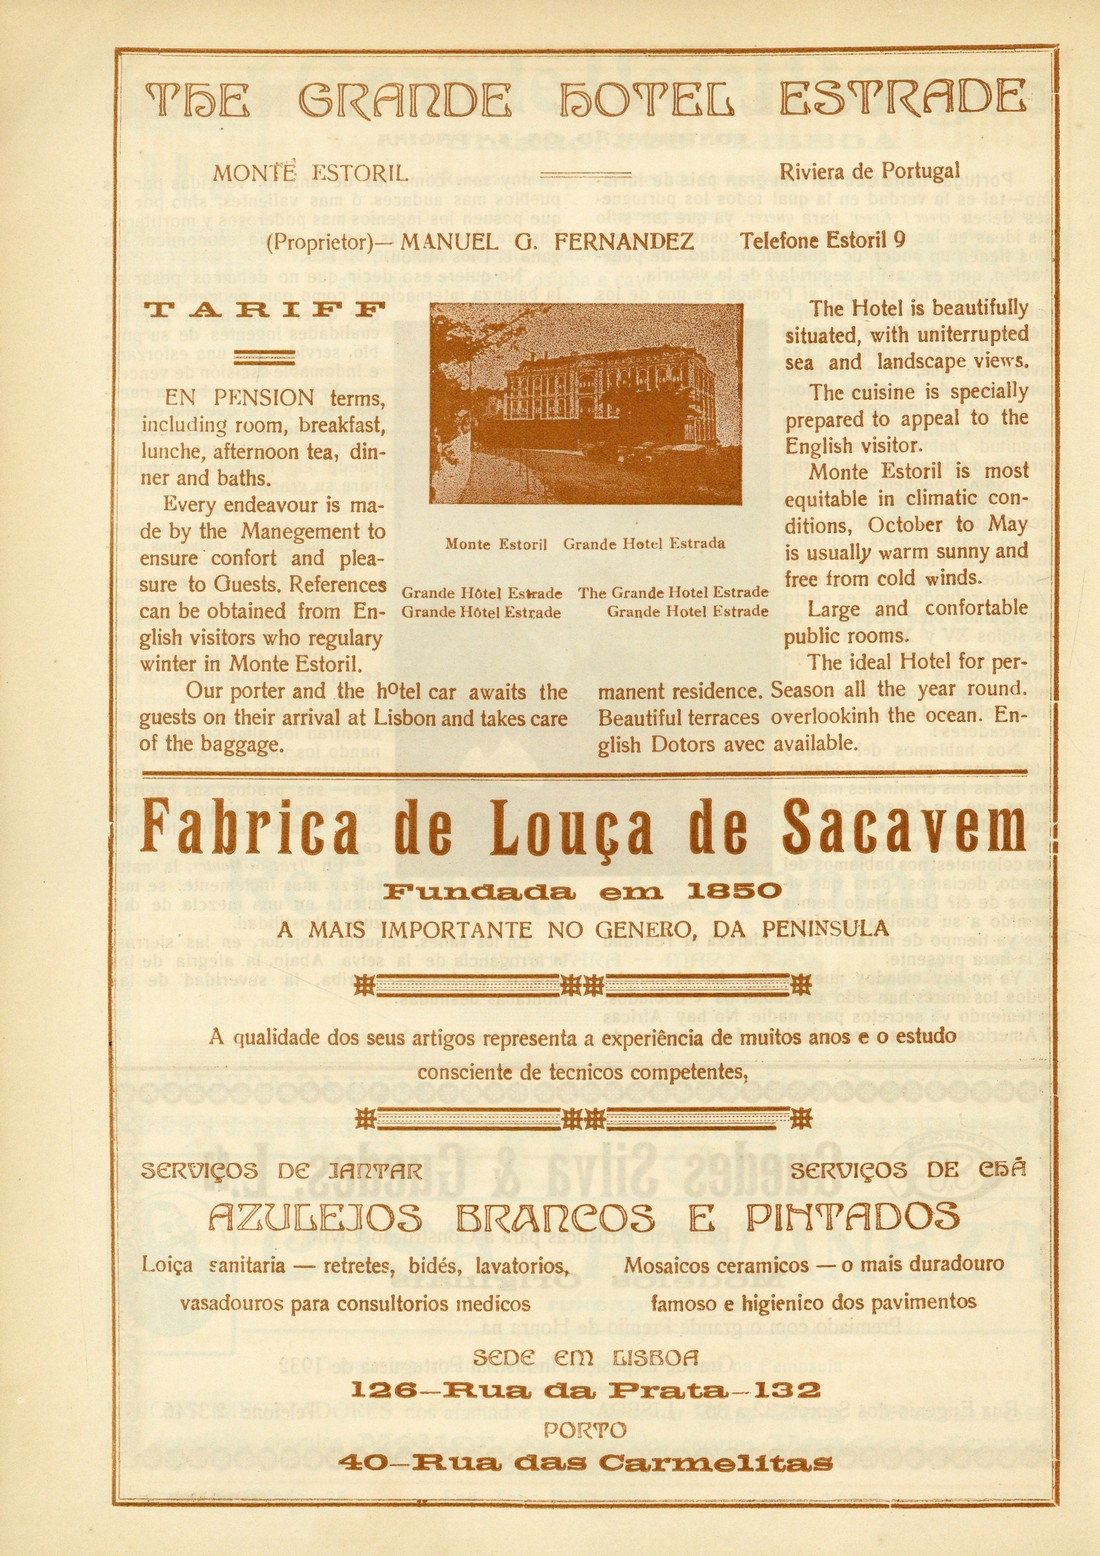 THE GRANDE HOTEL ESTRADE
MONTE ESTORIL
Riviera de Portugal
(Proprietor)— MANUEL G. FERNANDEZ Telefone Estoril 9
TARIFF
EN PENSION terms,
including room, breakfast,
lunche, afternoon tea, din-
ner and baths.
Every endeavour is ma-
de by the Manegement to
ensure confort and plea-
sure to Guests. References
can be obtained from En-
glish visitors who regulary
winter in Monte Estoril.
Our porter and the hotel car awaits the
guests on their arrival at Lisbon and takes care
of the baggage.
Monte Estoril Grande Hotel Estrada
Grande Hôtel Estrade The Grande Hotel Estrade
Grande Hôtel Estrade Grande Hotel Estrade
The Hotel is beautifully
situated, with uniterrupted
sea and landscape views.
The cuisine is specially
prepared to appeal to the
English visitor.
Monte Estoril is most
equitable in climatic con-
ditions, October to May
is usually warm sunny and
free from cold winds.
Large and confortable
public rooms.
The ideal Hotel for per-
manent residence. Season all the year round.
Beautiful terraces overlookinh the ocean. En-
glish Dotors avec available.
Fabrica de Louça de Sacavem
Fundada em 1850
A MAIS IMPORTANTE NO GENERO, DA PENINSULA
A qualidade dos seus artigos representa a experiência de muitos anos e o estudo
consciente de tecnicos competentes,
SERVIÇOS DE JANTAR
SERVIÇOS DE CHÁ
AZULEJOS BRANCOS E PINTADOS
Loiça sanitaria — retretes, bidés, lavatorios,
vasadouros para consultorios medicos
Mosaicos ceramicos — o mais duradouro
famoso e higienico dos pavimentos
SEDE EM LISBOA
126—Rua da Prata—132
PORTO
40—Rua das Carmelitas